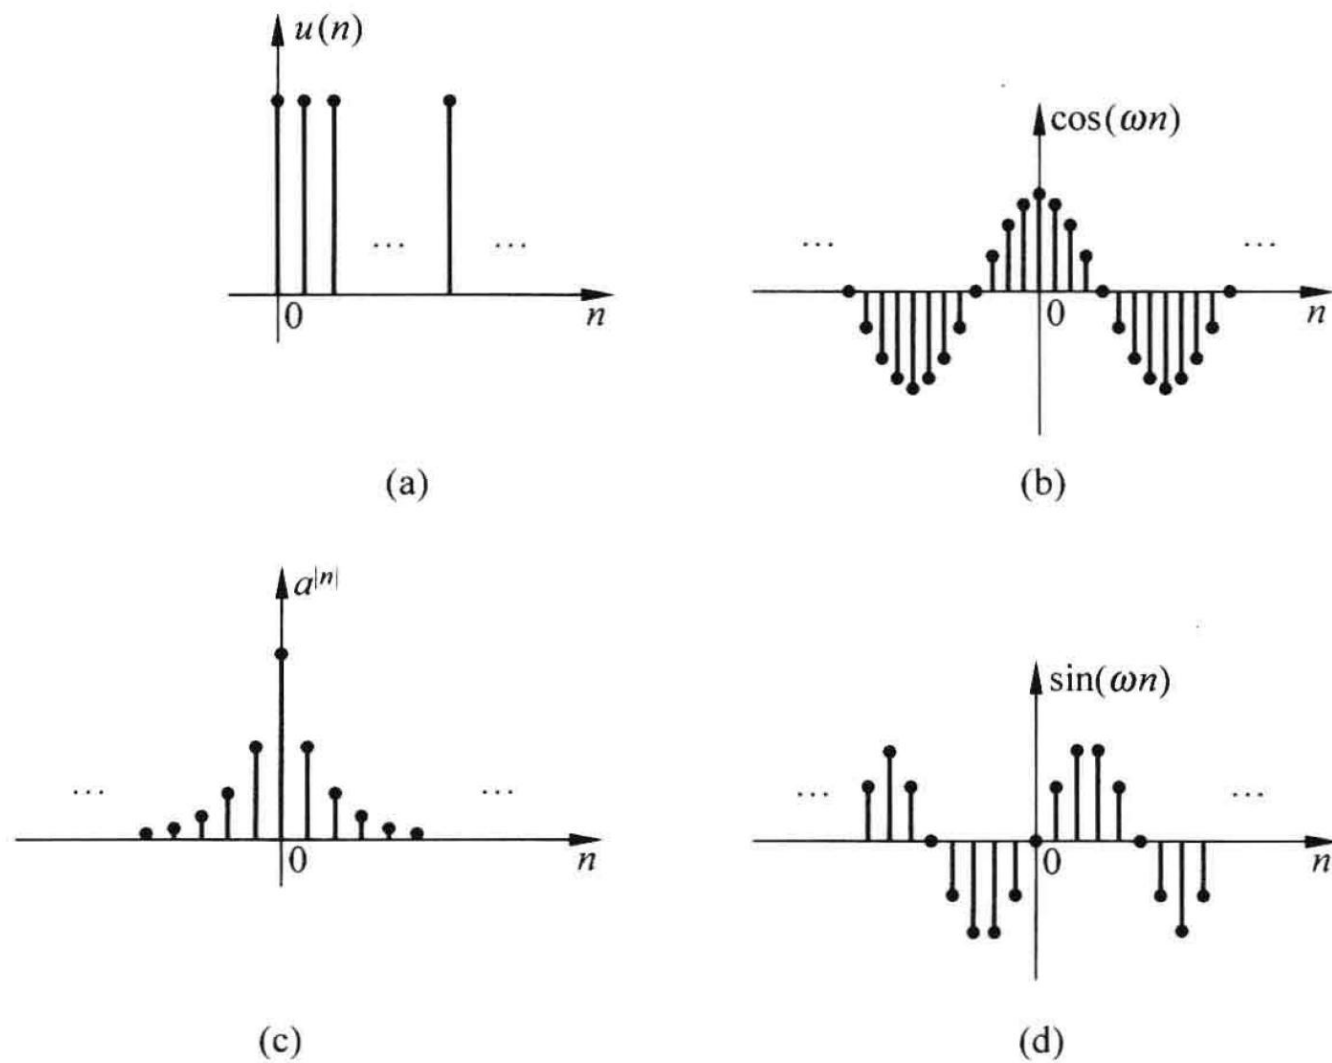 u(n)
... ...
0 n
(a)
cos(ωn)
... ...
0 n
(b)
a|n|
... ...
0 n
(c)
sin(ωn)
... ...
0 n
(d)